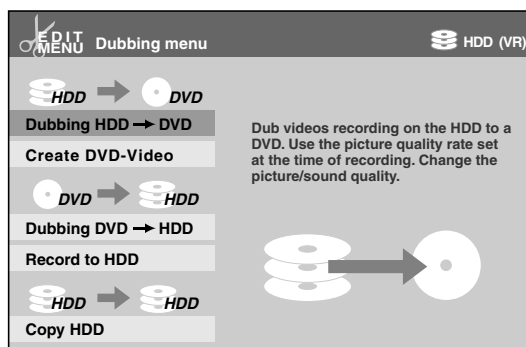 EDIT
MENU Dubbing menu
HDD (VR)
HDD DVD
Dubbing HDD → DVD
Create DVD-Video
DVD HDD
Dubbing DVD → HDD
Record to HDD
HDD HDD
Copy HDD
Dub videos recording on the HDD to a
DVD. Use the picture quality rate set
at the time of recording. Change the
picture/sound quality.